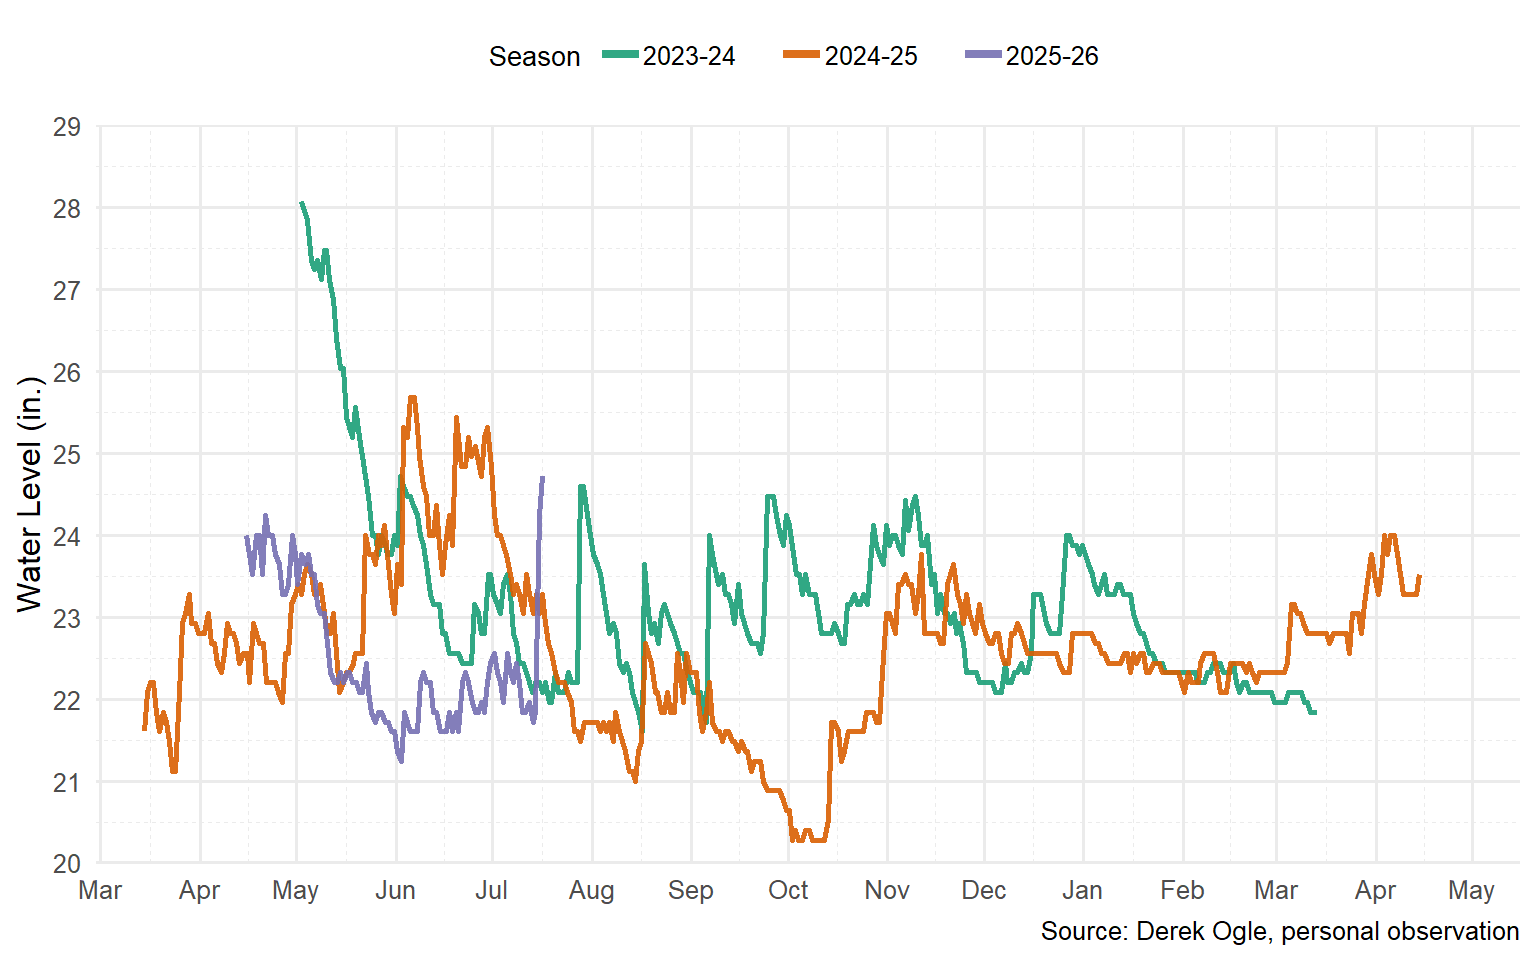 Season 2023-24 2024-25 2025-26
Water Level (in.)
29
28
27
26
25
24
23
22
21
20
Mar Apr May Jun Jul Aug Sep Oct Nov Dec Jan Feb Mar Apr May
Source: Derek Ogle, personal observation